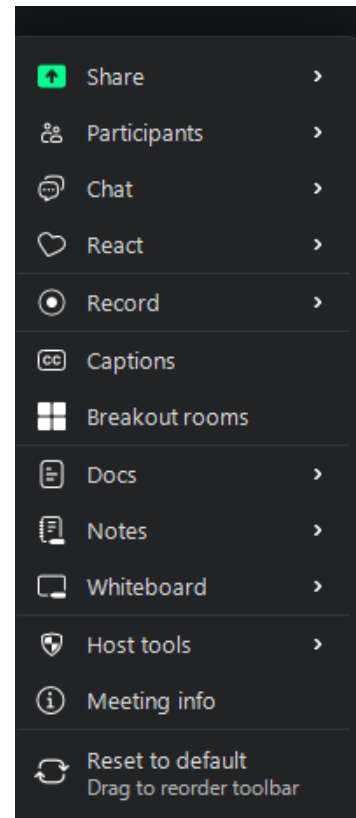 Share
Participants
Chat
React
Record
CC Captions
Breakout rooms
Docs
Notes
Whiteboard
Host tools
Meeting info
Reset to default
Drag to reorder toolbar